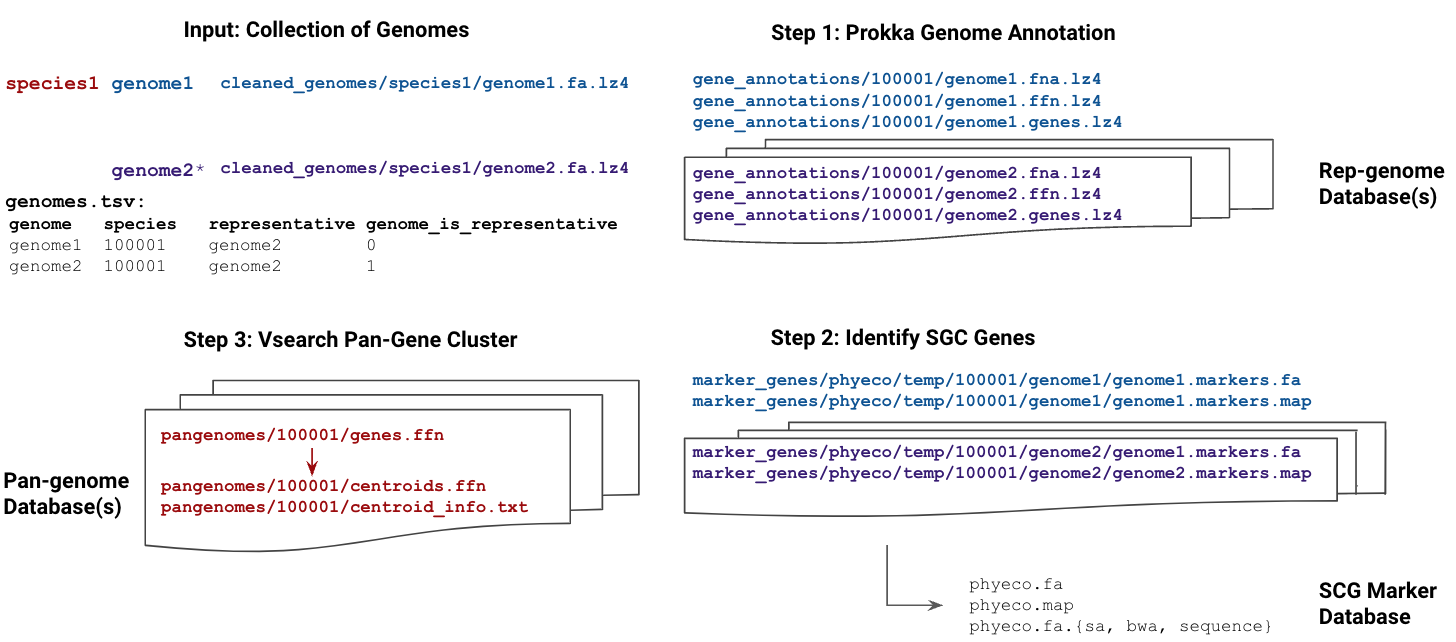 Input: Collection of Genomes
species1 genome1 cleaned_genomes/species1/genome1.fa.lz4
genome2* cleaned_genomes/species1/genome2.fa.lz4
genomes.tsv:
genome species representative genome_is_representative
genome1 100001 genome2 0
genome2 100001 genome2 1
Step 1: Prokka Genome Annotation
gene_annotations/100001/genome1.fna.lz4
gene_annotations/100001/genome1.ffn.lz4
gene_annotations/100001/genome1.genes.lz4
gene_annotations/100001/genome2.fna.lz4
gene_annotations/100001/genome2.ffn.lz4
gene_annotations/100001/genome2.genes.lz4
Rep-genome
Database(s)
Step 2: Identify SGC Genes
marker_genes/phyeco/temp/100001/genome1/genome1.markers.fa
marker_genes/phyeco/temp/100001/genome1/genome1.markers.map
marker_genes/phyeco/temp/100001/genome2/genome1.markers.fa
marker_genes/phyeco/temp/100001/genome2/genome2.markers.map
phyeco.fa
phyeco.map
phyeco.fa.{sa, bwa, sequence}
SCG Marker
Database
Step 3: Vsearch Pan-Gene Cluster
pangenomes/100001/genes.ffn
pangenomes/100001/centroids.ffn
pangenomes/100001/centroid_info.txt
Pan-genome
Database(s)